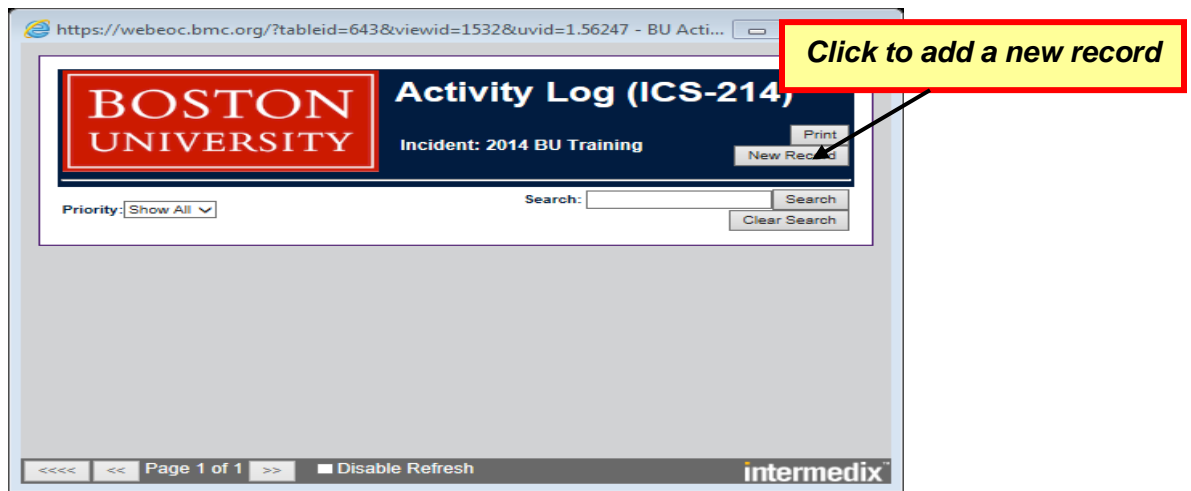 https://webeoc.bmc.org/?tableid=643&viewid=1532&uvid=1.56247 - BU Acti...
Click to add a new record
BOSTON
UNIVERSITY
Activity Log (ICS-214)
Incident: 2014 BU Training
Print
New Record
Priority: Show All
Search: Search
Clear Search
<<<< << Page 1 of 1 >> Disable Refresh intermedix